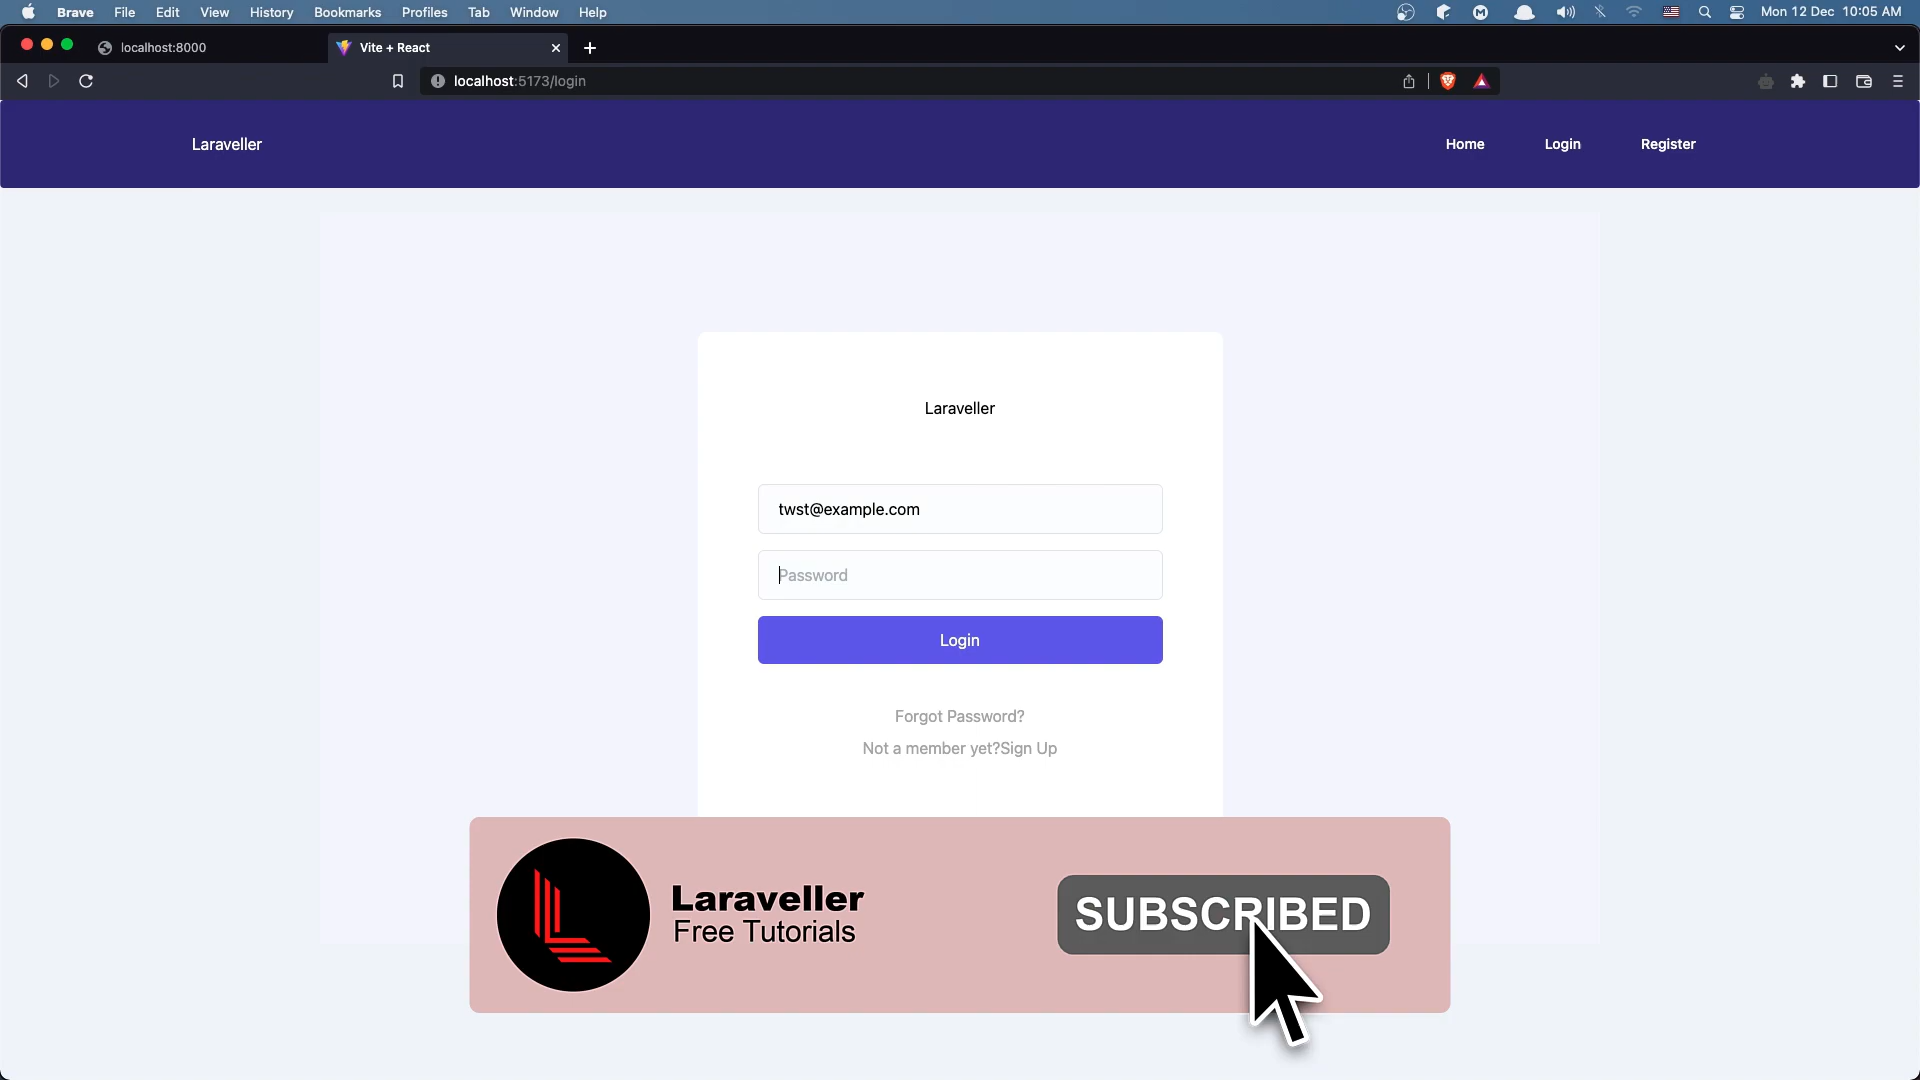 Brave File Edit View History Bookmarks Profiles Tab Window Help Mon 12 Dec 10:05 AM
localhost:8000 Vite + React
localhost:5173/login
Laraveller Home Login Register
Laraveller
twst@example.com
Password
Login
Forgot Password?
Not a member yet?Sign Up
Laraveller
Free Tutorials
SUBSCRIBED